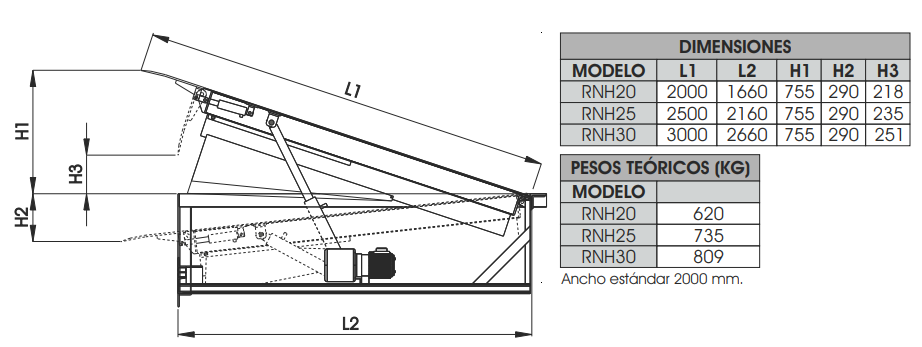 L1
H1
H3
H2
L2
DIMENSIONES
MODELO L1 L2 H1 H2 H3
RNH20 2000 1660 755 290 218
RNH25 2500 2160 755 290 235
RNH30 3000 2660 755 290 251
PESOS TEÓRICOS (KG)
MODELO
RNH20 620
RNH25 735
RNH30 809
Ancho estándar 2000 mm.